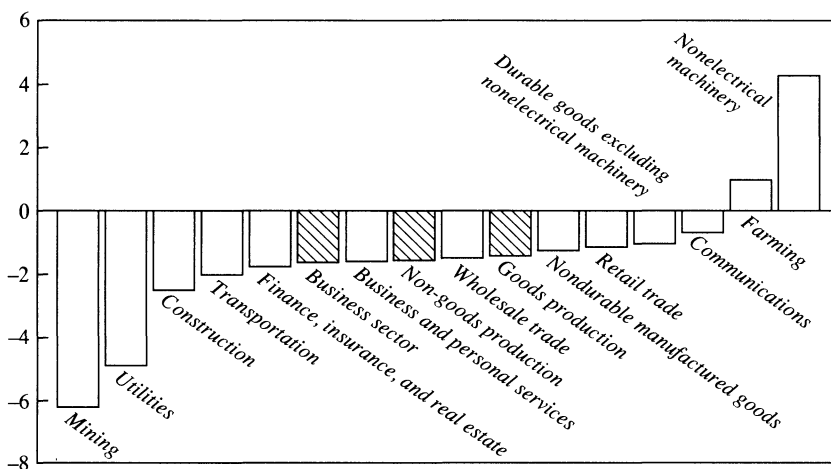 6
4
2
0
−2
−4
−6
−8
Mining
Utilities
Construction
Transportation
Finance, insurance, and real estate
Business sector
Business and personal services
Non-goods production
Wholesale trade
Goods production
Nondurable manufactured goods
Retail trade
Durable goods excluding
nonelectrical machinery
Communications
Farming
Nonelectrical
machinery